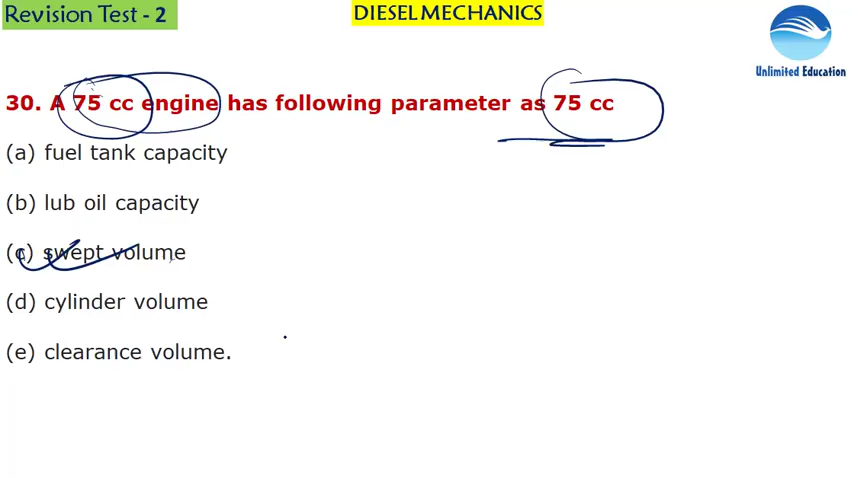 Revision Test - 2
DIESEL MECHANICS
Unlimited Education
30. A 75 cc engine has following parameter as 75 cc
(a) fuel tank capacity
(b) lub oil capacity
(c) swept volume
(d) cylinder volume
(e) clearance volume.